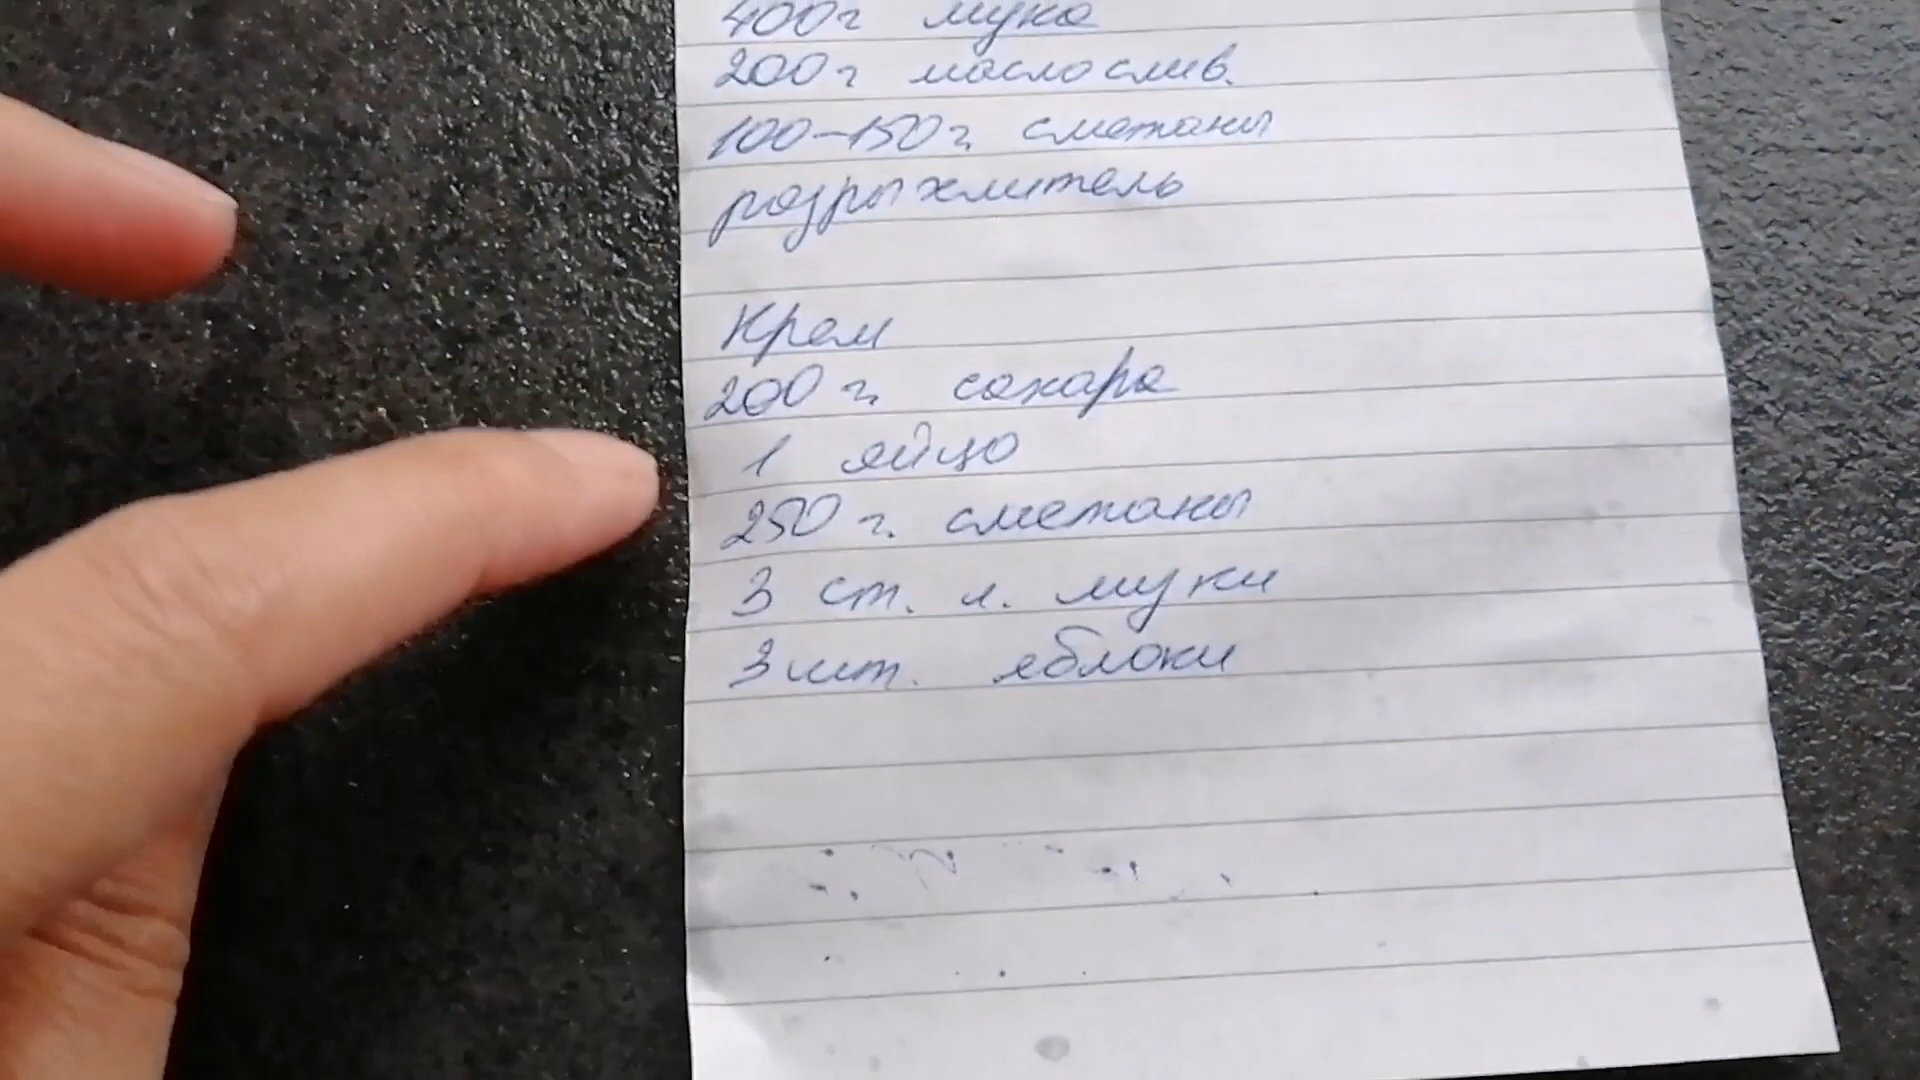 400г мука
200г масло слив.
100-150г. сметаны
разрыхлитель
Крем
200 г. сахара
1 яйцо
250 г. сметаны
3 ст. л. муки
3 шт. яблоки